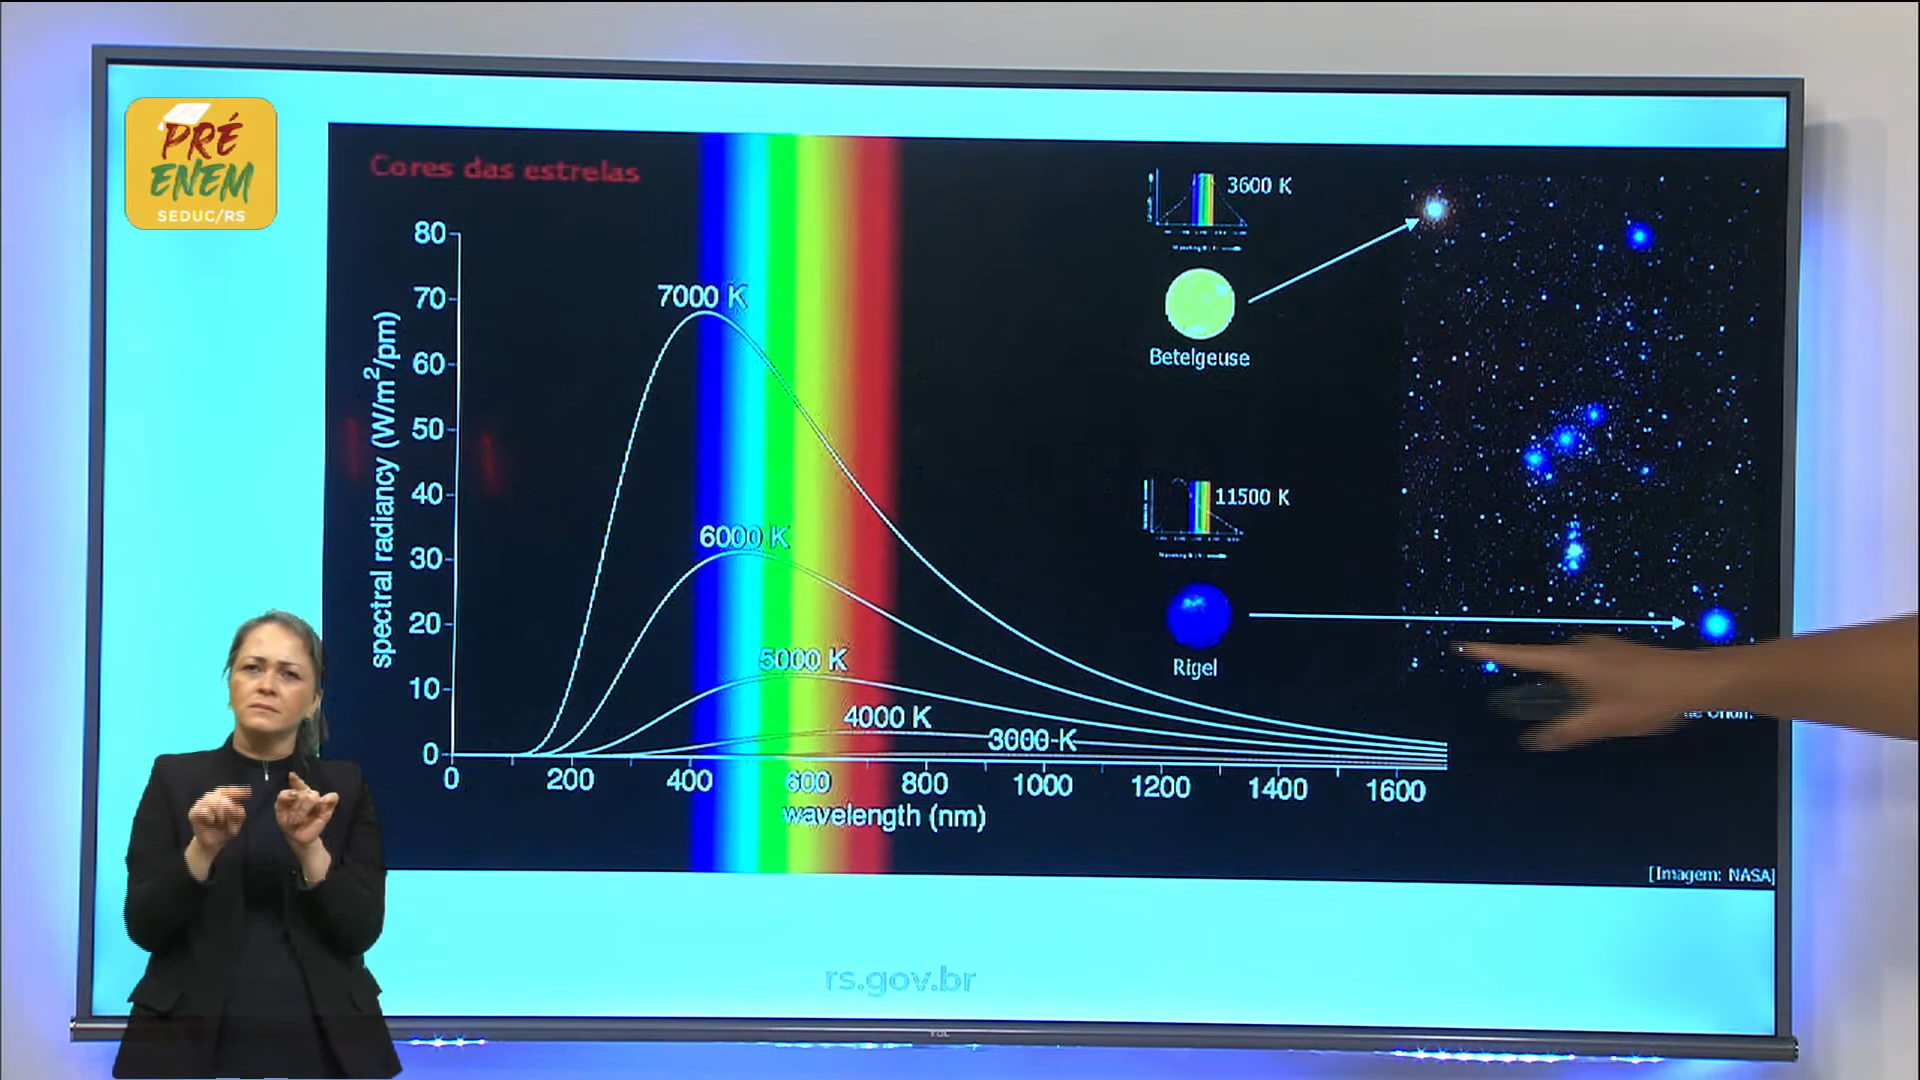 PRÉ
ENEM
SEDUC/RS
Cores das estrelas
80
70
60
50
40
30
20
10
0
spectral radiancy (W/m²/pm)
7000 K
6000 K
5000 K
4000 K
3000 K
0 200 400 600 800 1000 1200 1400 1600
wavelength (nm)
3600 K
Betelgeuse
11500 K
Rigel
[Imagem: NASA]
rs.gov.br
TCL